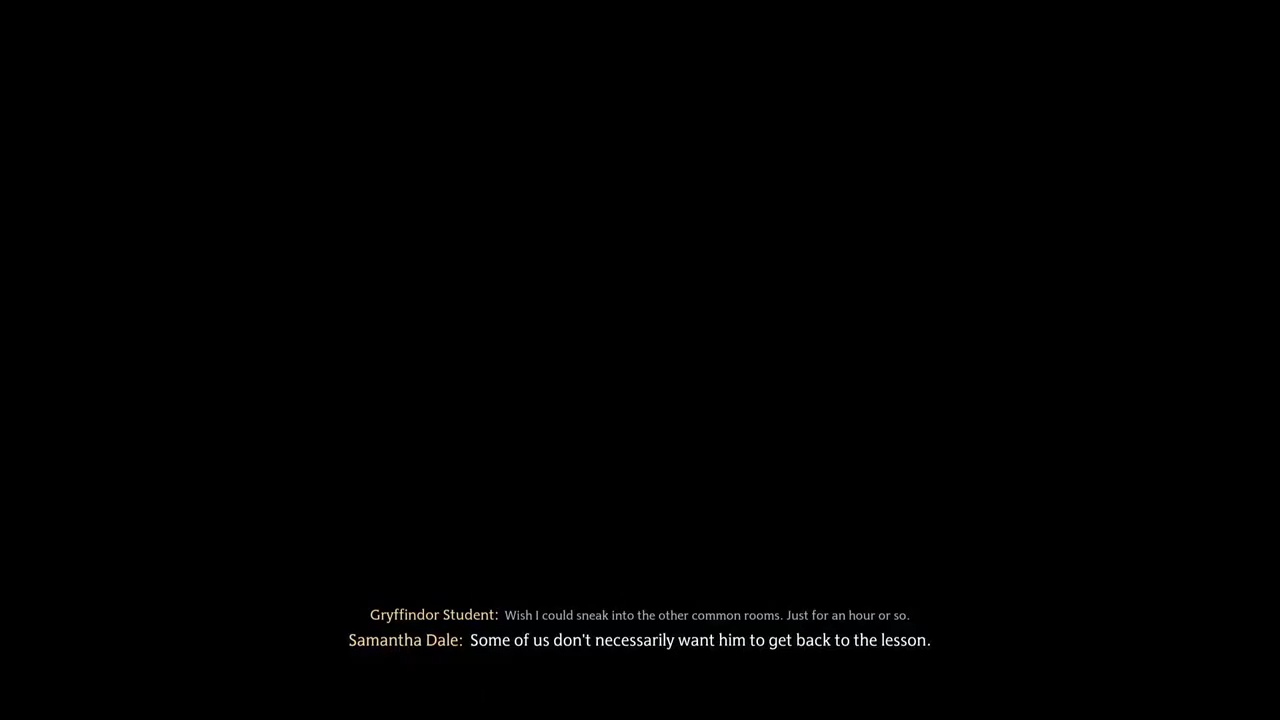 Gryffindor Student: Wish I could sneak into the other common rooms. Just for an hour or so.
Samantha Dale: Some of us don't necessarily want him to get back to the lesson.